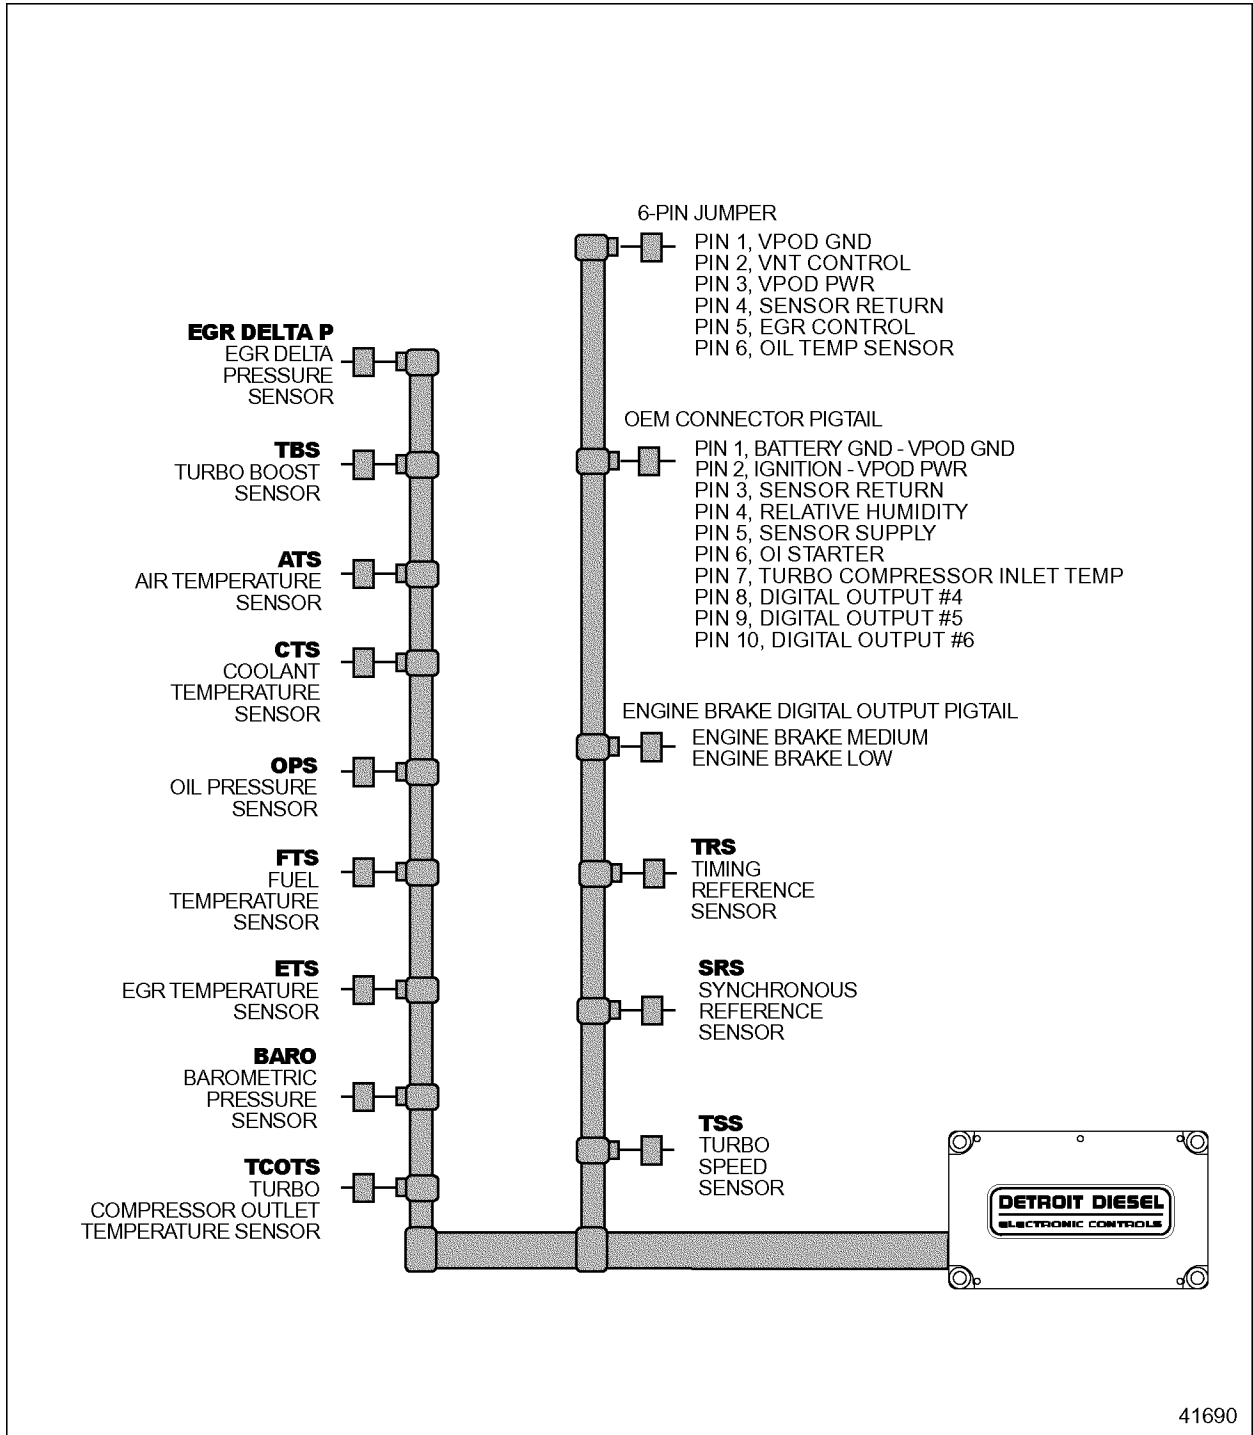 EGR DELTA P
EGR DELTA
PRESSURE
SENSOR
TBS
TURBO BOOST
SENSOR
ATS
AIR TEMPERATURE
SENSOR
CTS
COOLANT
TEMPERATURE
SENSOR
OPS
OIL PRESSURE
SENSOR
FTS
FUEL
TEMPERATURE
SENSOR
ETS
EGR TEMPERATURE
SENSOR
BARO
BAROMETRIC
PRESSURE
SENSOR
TCOTS
TURBO
COMPRESSOR OUTLET
TEMPERATURE SENSOR
6-PIN JUMPER
PIN 1, VPOD GND
PIN 2, VNT CONTROL
PIN 3, VPOD PWR
PIN 4, SENSOR RETURN
PIN 5, EGR CONTROL
PIN 6, OIL TEMP SENSOR
OEM CONNECTOR PIGTAIL
PIN 1, BATTERY GND - VPOD GND
PIN 2, IGNITION - VPOD PWR
PIN 3, SENSOR RETURN
PIN 4, RELATIVE HUMIDITY
PIN 5, SENSOR SUPPLY
PIN 6, OI STARTER
PIN 7, TURBO COMPRESSOR INLET TEMP
PIN 8, DIGITAL OUTPUT #4
PIN 9, DIGITAL OUTPUT #5
PIN 10, DIGITAL OUTPUT #6
ENGINE BRAKE DIGITAL OUTPUT PIGTAIL
ENGINE BRAKE MEDIUM
ENGINE BRAKE LOW
TRS
TIMING
REFERENCE
SENSOR
SRS
SYNCHRONOUS
REFERENCE
SENSOR
TSS
TURBO
SPEED
SENSOR
DETROIT DIESEL
ELECTRONIC CONTROLS
41690